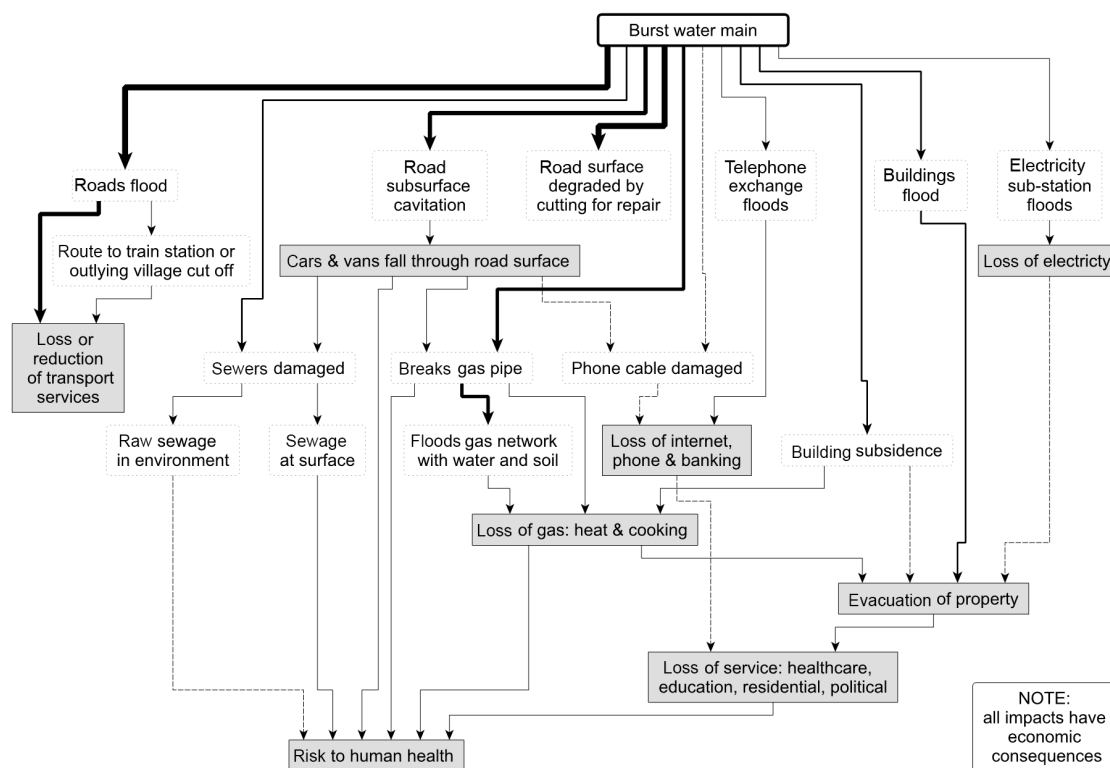 Burst water main
Roads flood
Road
subsurface
cavitation
Road surface
degraded by
cutting for repair
Telephone
exchange
floods
Buildings
flood
Electricity
sub-station
floods
Route to train station or
outlying village cut off
Cars & vans fall through road surface
Loss of electricty
Loss or
reduction
of transport
services
Sewers damaged
Breaks gas pipe
Phone cable damaged
Raw sewage
in environment
Sewage
at surface
Floods gas network
with water and soil
Loss of internet,
phone & banking
Building subsidence
Loss of gas: heat & cooking
Evacuation of property
Loss of service: healthcare,
education, residential, political
NOTE:
all impacts have
economic
consequences
Risk to human health